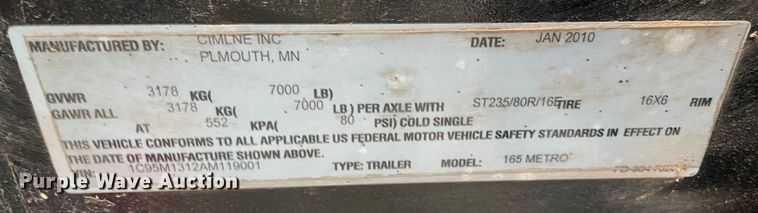 MANUFACTURED BY: CIMLNE INC DATE: JAN 2010
PLMOUTH, MN
GVWR 3178 KG( 7000 LB)
GAWR ALL 3178 KG( 7000 LB) PER AXLE WITH ST235/80R/16E TIRE 16X6 RIM
AT 552 KPA( 80 PSI) COLD SINGLE
THIS VEHICLE CONFORMS TO ALL APPLICABLE US FEDERAL MOTOR VEHICLE SAFETY STANDARDS IN EFFECT ON
THE DATE OF MANUFACTURE SHOWN ABOVE.
VIN: 1C95M1312AM119001 TYPE: TRAILER MODEL: 165 METRO
Purple Wave Auction